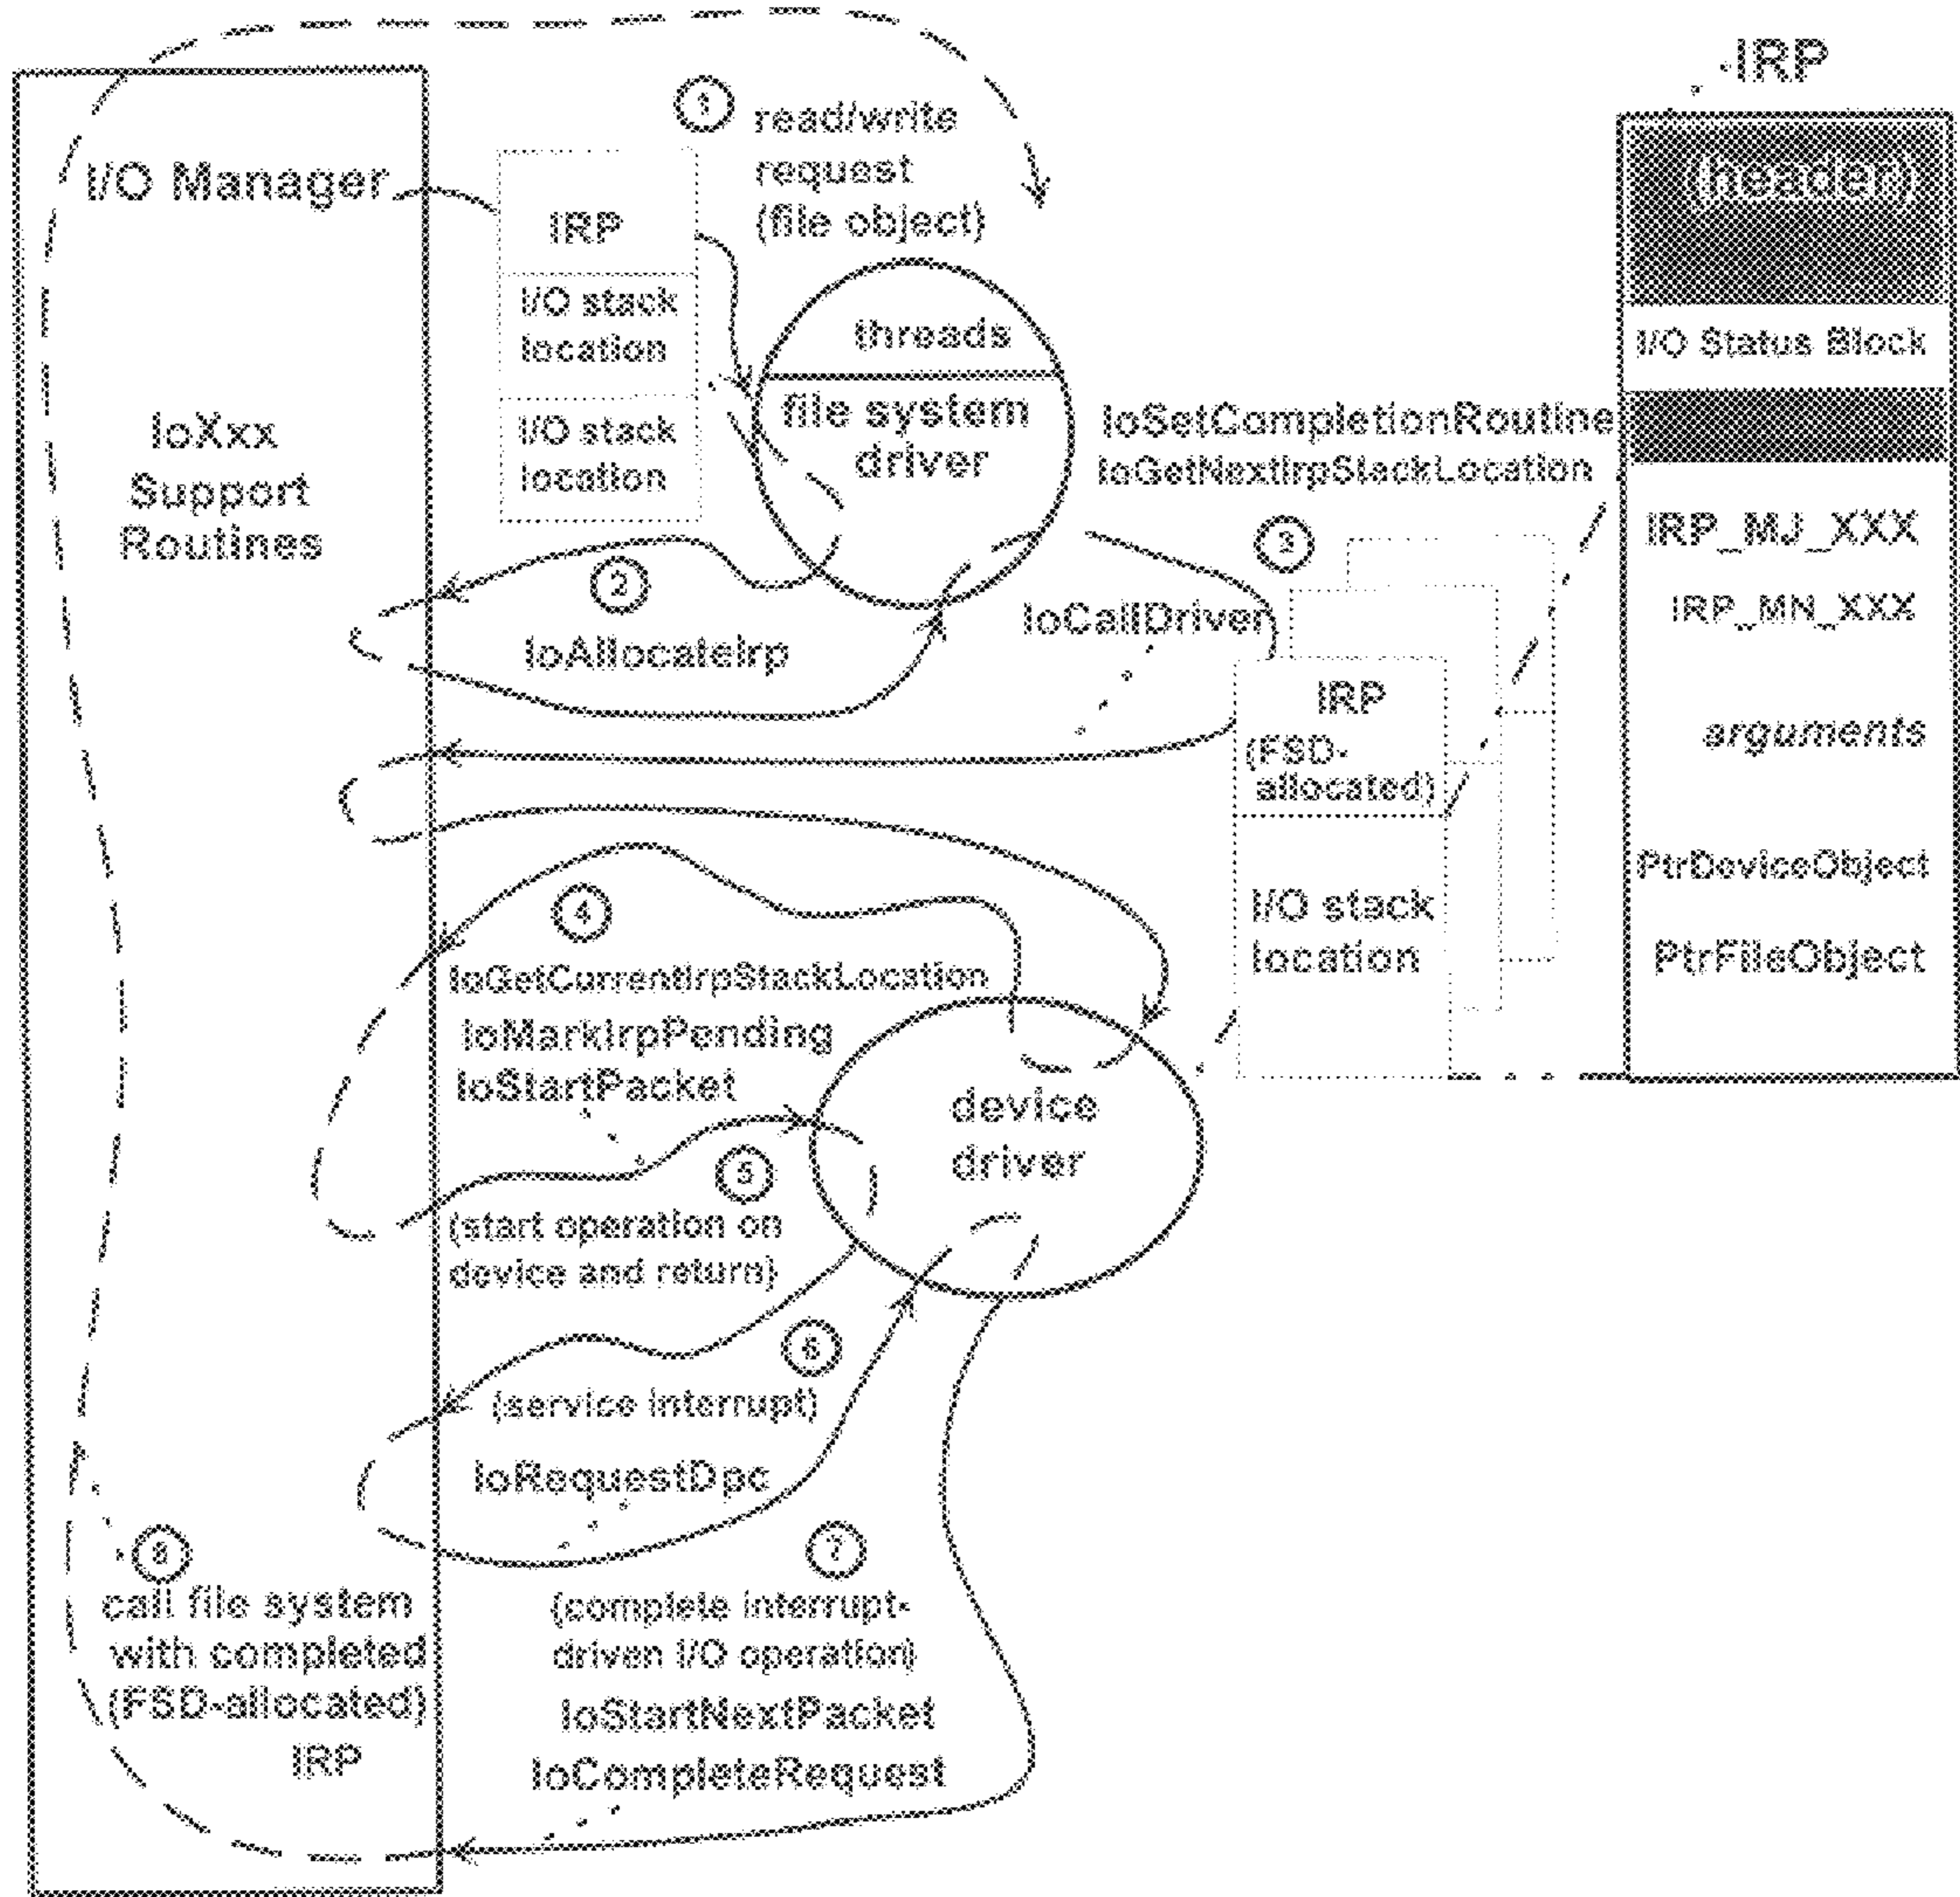 I/O Manager
IoXxx
Support
Routines
1
read/write
request
(file object)
IRP
I/O stack
location
I/O stack
location
threads
file system
driver
2
IoAllocateIrp
IoSetCompletionRoutine
IoGetNextIrpStackLocation
3
IoCallDriver
IRP
(FSD-
allocated)
I/O stack
location
IRP
(header)
I/O Status Block
IRP_MJ_XXX
IRP_MN_XXX
arguments
PtrDeviceObject
PtrFileObject
4
IoGetCurrentIrpStackLocation
IoMarkIrpPending
IoStartPacket
device
driver
5
(start operation on
device and return)
6
(service interrupt)
IoRequestDpc
7
(complete interrupt-
driven I/O operation)
IoStartNextPacket
IoCompleteRequest
8
call file system
with completed
(FSD-allocated)
IRP